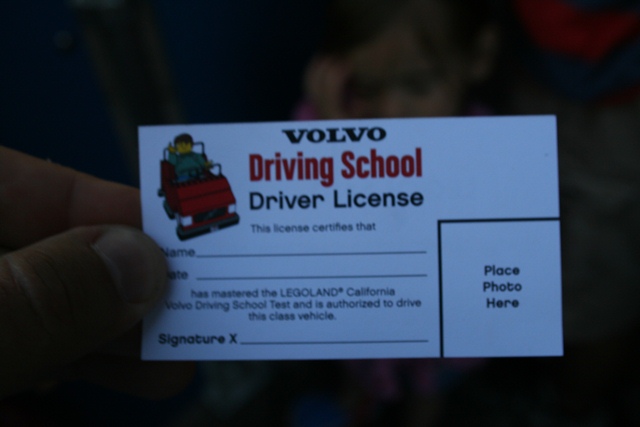 VOLVO
Driving School
Driver License
This license certifies that
Name
ate
has mastered the LEGOLAND® California
Volvo Driving School Test and is authorized to drive
this class vehicle.
Signature X
Place
Photo
Here